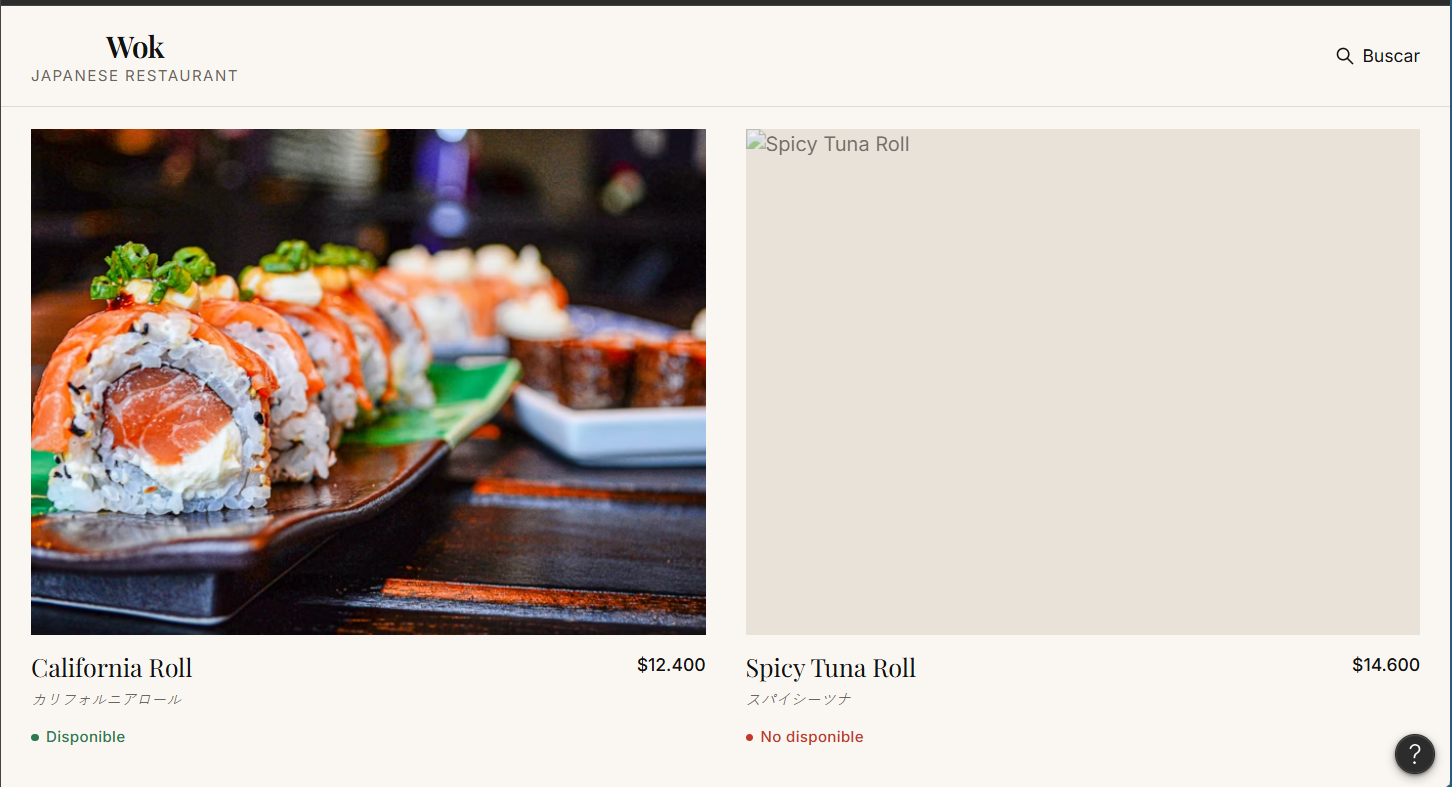 Wok
JAPANESE RESTAURANT
Buscar
Spicy Tuna Roll
California Roll
$12.400
カリフォルニアロール
Disponible
Spicy Tuna Roll
$14.600
スパイシーツナ
No disponible
?